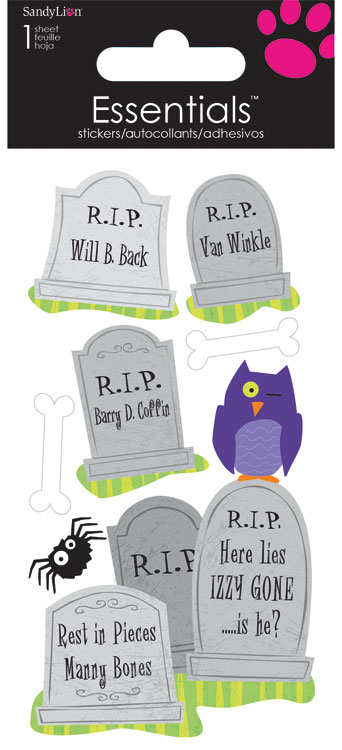 SandyLion
1 sheet
feuille
hoja
Essentials™
stickers/autocollants/adhesivos
R.I.P.
Will B. Back
R.I.P.
Van Winkle
R.I.P.
Barry D. Coffin
R.I.P
R.I.P.
Here lies
IZZY GONE
.....is he?
Rest in Pieces
Manny Bones